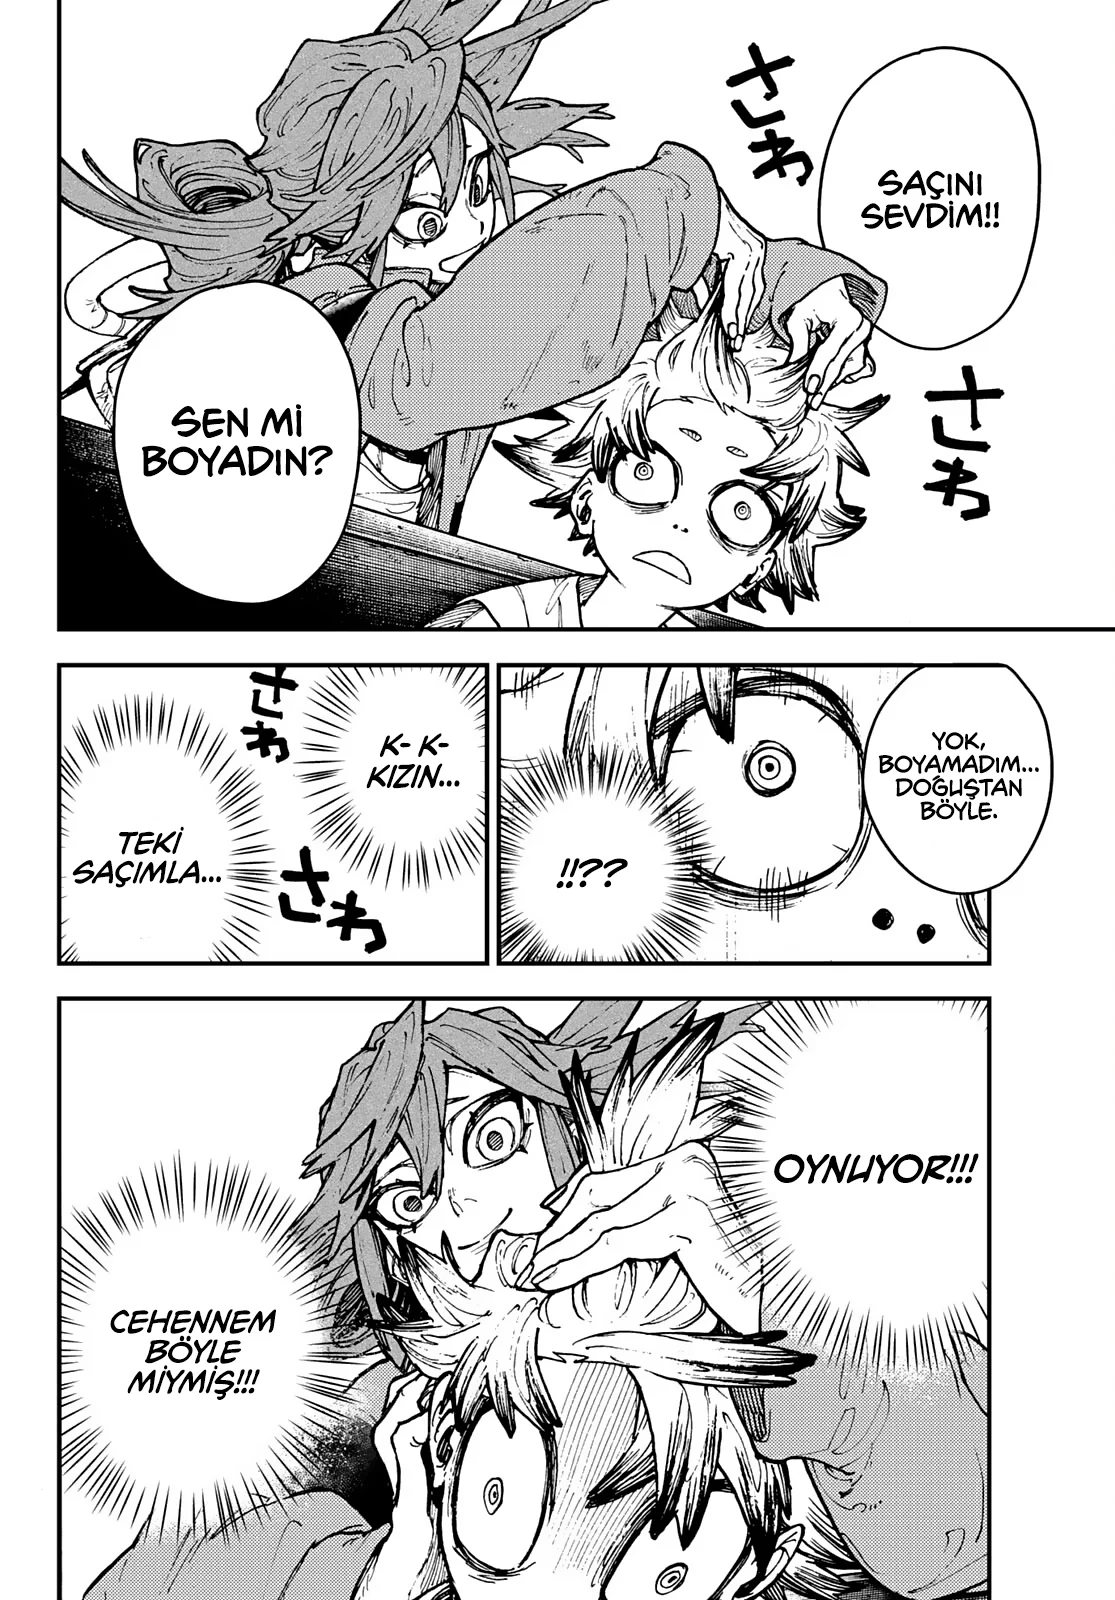 さわ
SAÇINI
SEVDİM!!
さわ
SEN Mİ
BOYADIN?
YOK,
BOYAMADIM...
DOĞUŞTAN
BÖYLE.
!!??
K- K-
KIZIN...
さわ
TEKİ
SAÇIMLA...
さわ
OYNUYOR!!!
CEHENNEM
BÖYLE
MİYMİŞ!!!